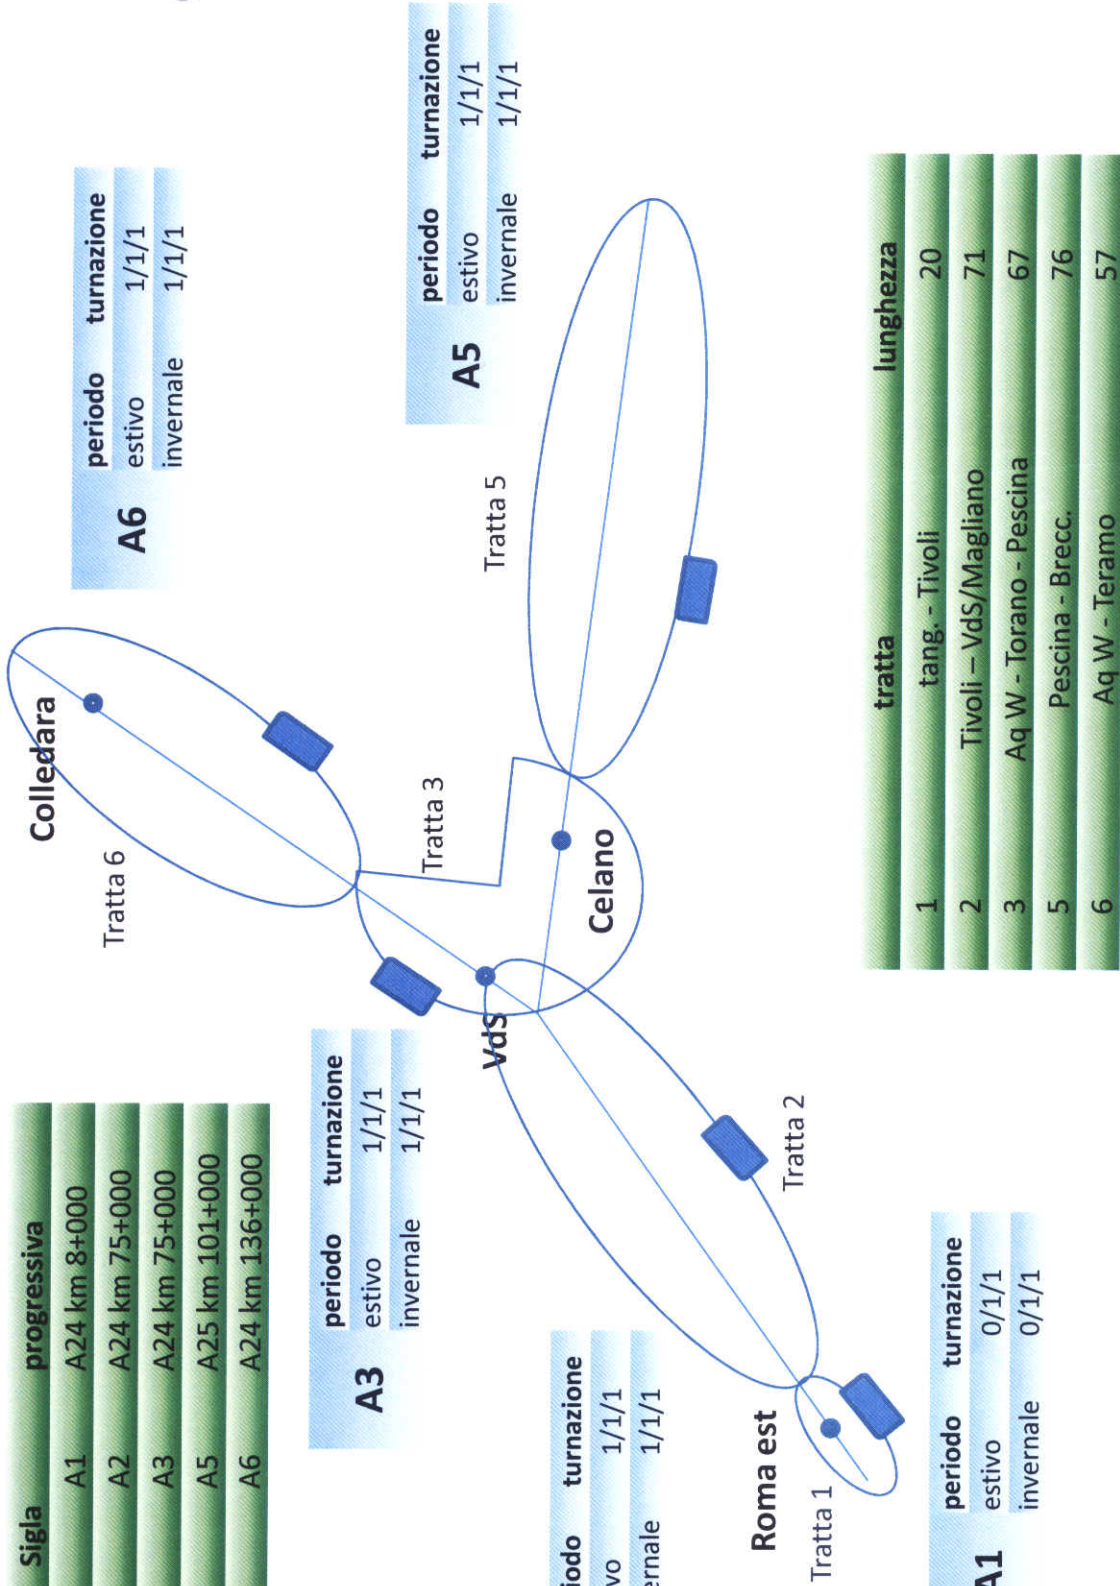 Sigla progressiva
A1 A24 km 8+000
A2 A24 km 75+000
A3 A24 km 75+000
A5 A25 km 101+000
A6 A24 km 136+000
Colledara
Tratta 6
A6
periodo turnazione
estivo 1/1/1
invernale 1/1/1
A3
periodo turnazione
estivo 1/1/1
invernale 1/1/1
Tratta 3
VdS
A5
periodo turnazione
estivo 1/1/1
invernale 1/1/1
Tratta 5
Celano
iodo turnazione
vo 1/1/1
ernale 1/1/1
Roma est
Tratta 1
Tratta 2
A1
periodo turnazione
estivo 0/1/1
invernale 0/1/1
tratta lunghezza
1 tang. - Tivoli 20
2 Tivoli – VdS/Magliano 71
3 Aq W - Torano - Pescina 67
5 Pescina - Brecc. 76
6 Aq W - Teramo 57